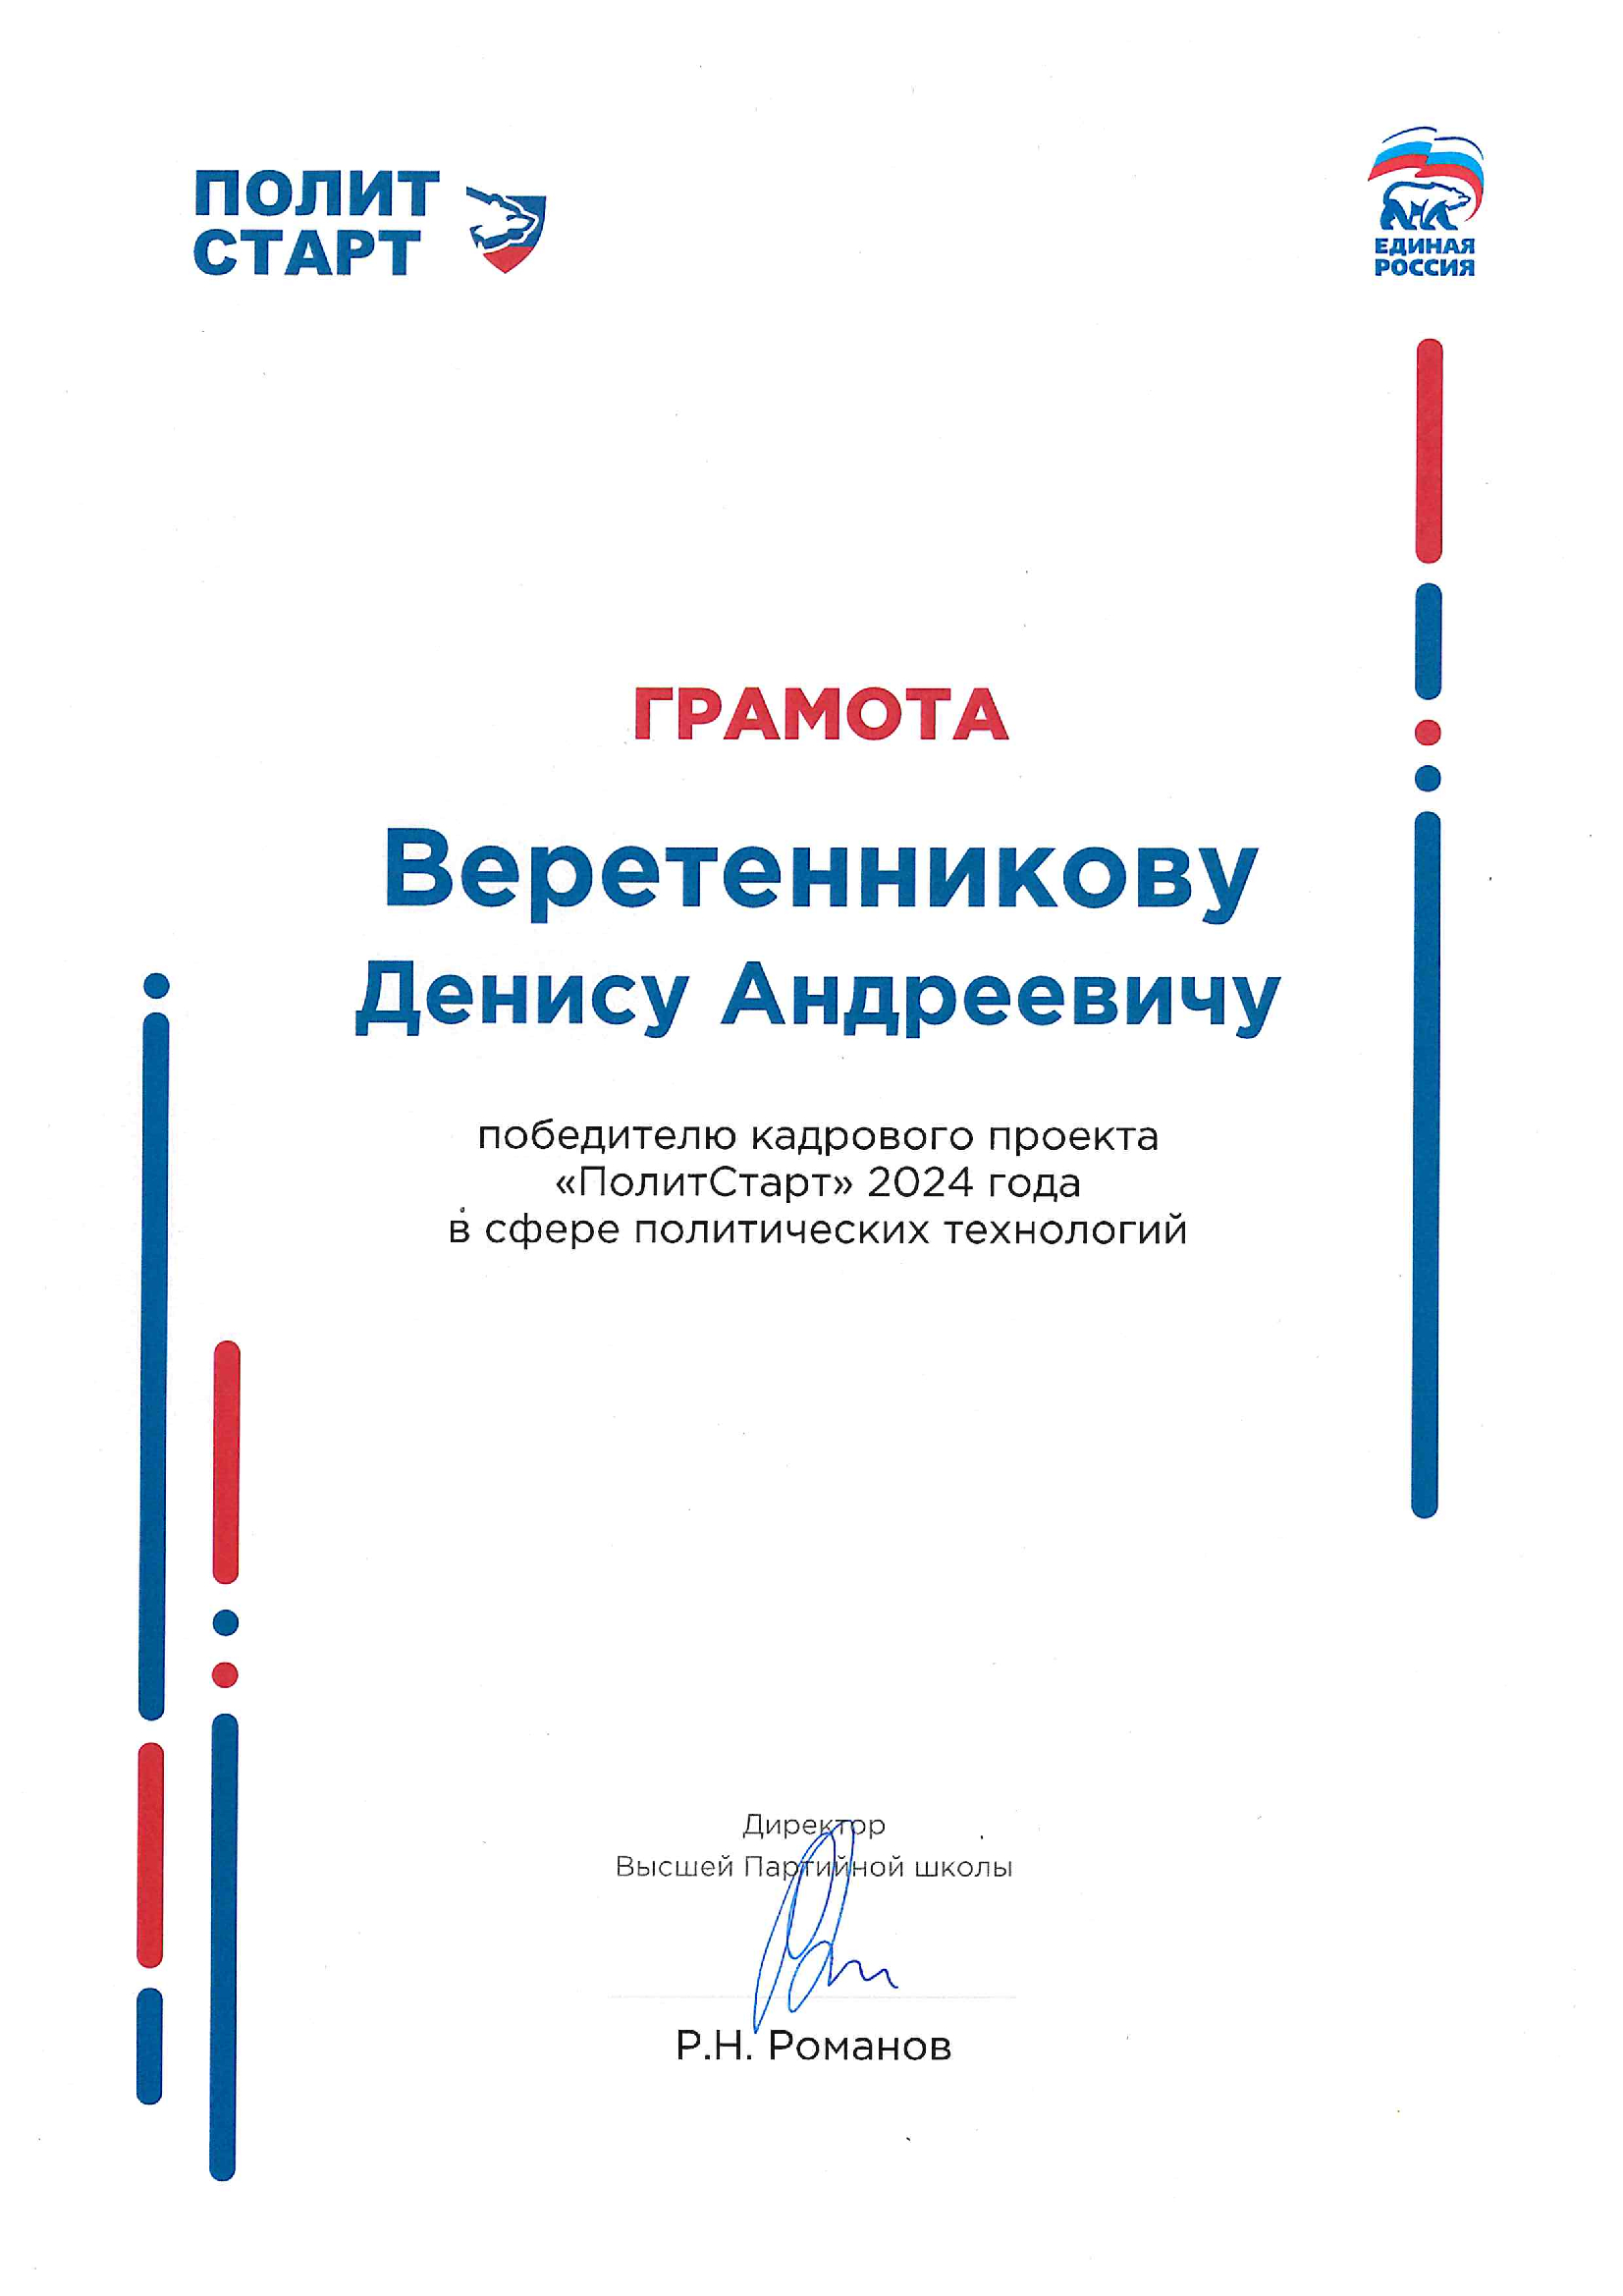 ПОЛИТ
СТАРТ
ЕДИНАЯ
РОССИЯ
ГРАМОТА
Веретенникову
Денису Андреевичу
победителю кадрового проекта
«ПолитСтарт» 2024 года
в сфере политических технологий
Директор
Высшей Партийной школы
Р.Н. Романов